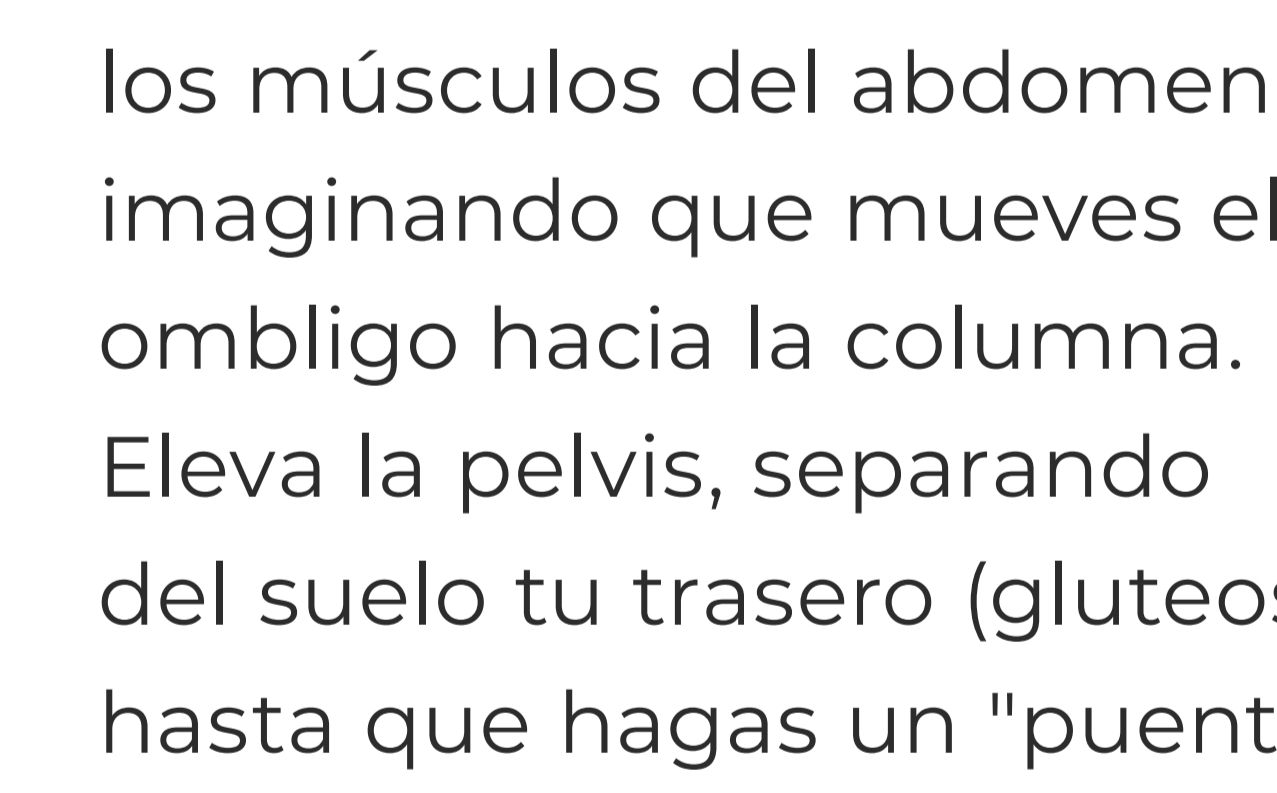 los músculos del abdomen
imaginando que mueves el
ombligo hacia la columna.
Eleva la pelvis, separando
del suelo tu trasero (gluteos
hasta que hagas un "puent